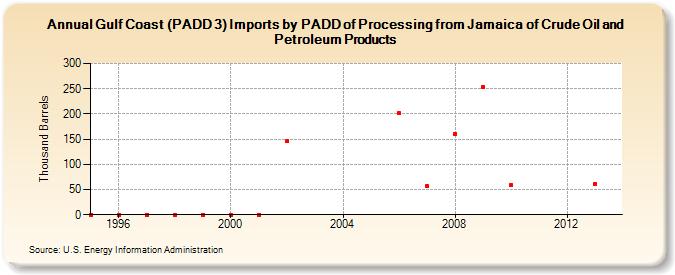 Annual Gulf Coast (PADD 3) Imports by PADD of Processing from Jamaica of Crude Oil and
Petroleum Products
Thousand Barrels
300
250
200
150
100
50
0
1996 2000 2004 2008 2012
Source: U.S. Energy Information Administration